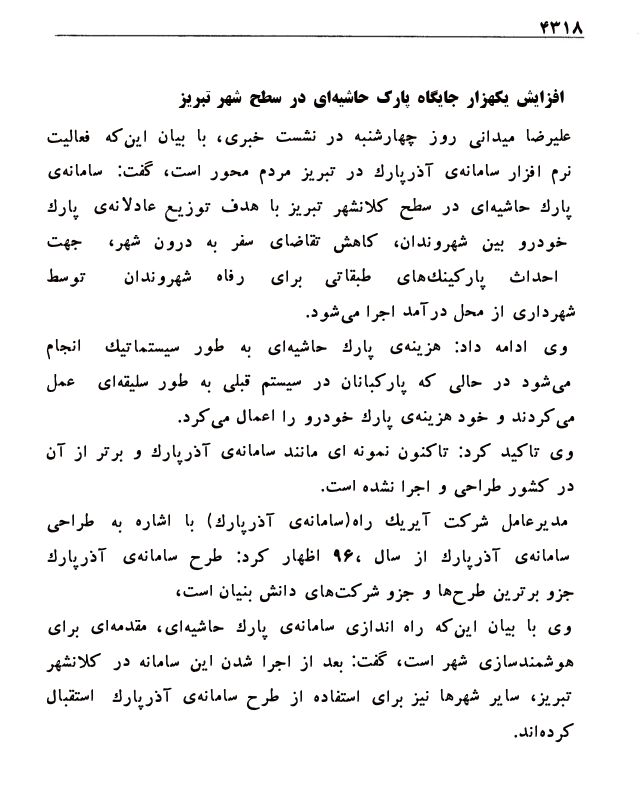 ۴۳۱۸
افزایش یکهزار جایگاه پارک حاشیه‌ای در سطح شهر تبریز
علیرضا میدانی روز چهارشنبه در نشست خبری، با بیان این‌که فعالیت
نرم افزار سامانه‌ی آذرپارک در تبریز مردم محور است، گفت: سامانه‌ی
پارک حاشیه‌ای در سطح کلانشهر تبریز با هدف توزیع عادلانه‌ی پارک
خودرو بین شهروندان، کاهش تقاضای سفر به درون شهر، جهت
احداث پارکینک‌های طبقاتی برای رفاه شهروندان توسط
شهرداری از محل درآمد اجرا می‌شود.
وی ادامه داد: هزینه‌ی پارک حاشیه‌ای به طور سیستماتیک انجام
می‌شود در حالی که پارکبانان در سیستم قبلی به طور سلیقه‌ای عمل
می‌کردند و خود هزینه‌ی پارک خودرو را اعمال می‌کرد.
وی تاکید کرد: تاکنون نمونه ای مانند سامانه‌ی آذرپارک و برتر از آن
در کشور طراحی و اجرا نشده است.
مدیرعامل شرکت آیریک راه(سامانه‌ی آذرپارک) با اشاره به طراحی
سامانه‌ی آذرپارک از سال ،۹۶ اظهار کرد: طرح سامانه‌ی آذرپارک
جزو برترین طرح‌ها و جزو شرکت‌های دانش بنیان است،
وی با بیان این‌که راه اندازی سامانه‌ی پارک حاشیه‌ای، مقدمه‌ای برای
هوشمندسازی شهر است، گفت: بعد از اجرا شدن این سامانه در کلانشهر
تبریز، سایر شهرها نیز برای استفاده از طرح سامانه‌ی آذرپارک استقبال
کرده‌اند.